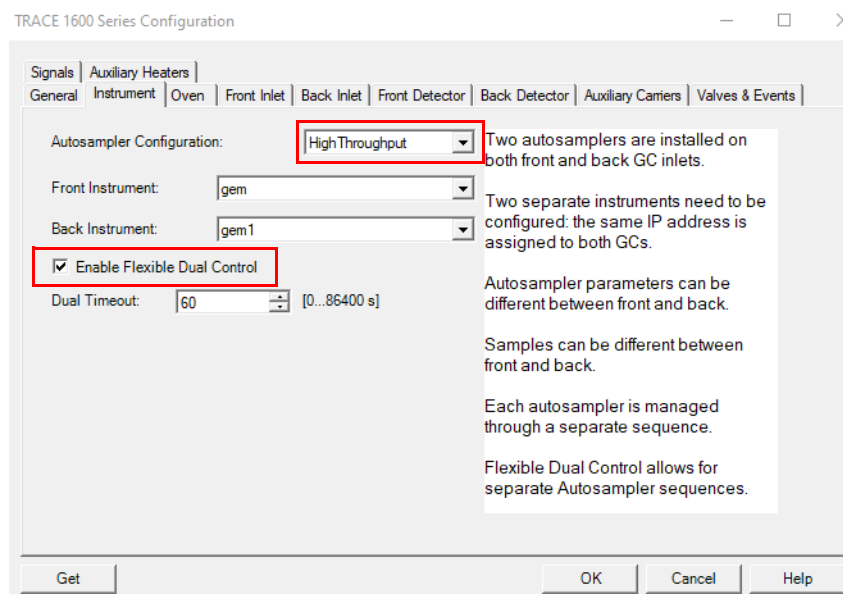 TRACE 1600 Series Configuration
Signals
Auxiliary Heaters
General
Instrument
Oven
Front Inlet
Back Inlet
Front Detector
Back Detector
Auxiliary Carriers
Valves & Events
Autosampler Configuration:
HighThroughput
Front Instrument:
gem
Back Instrument:
gem1
Enable Flexible Dual Control
Dual Timeout:
60
[0...86400 s]
Two autosamplers are installed on
both front and back GC inlets.
Two separate instruments need to be
configured: the same IP address is
assigned to both GCs.
Autosampler parameters can be
different between front and back.
Samples can be different between
front and back.
Each autosampler is managed
through a separate sequence.
Flexible Dual Control allows for
separate Autosampler sequences.
Get
OK
Cancel
Help